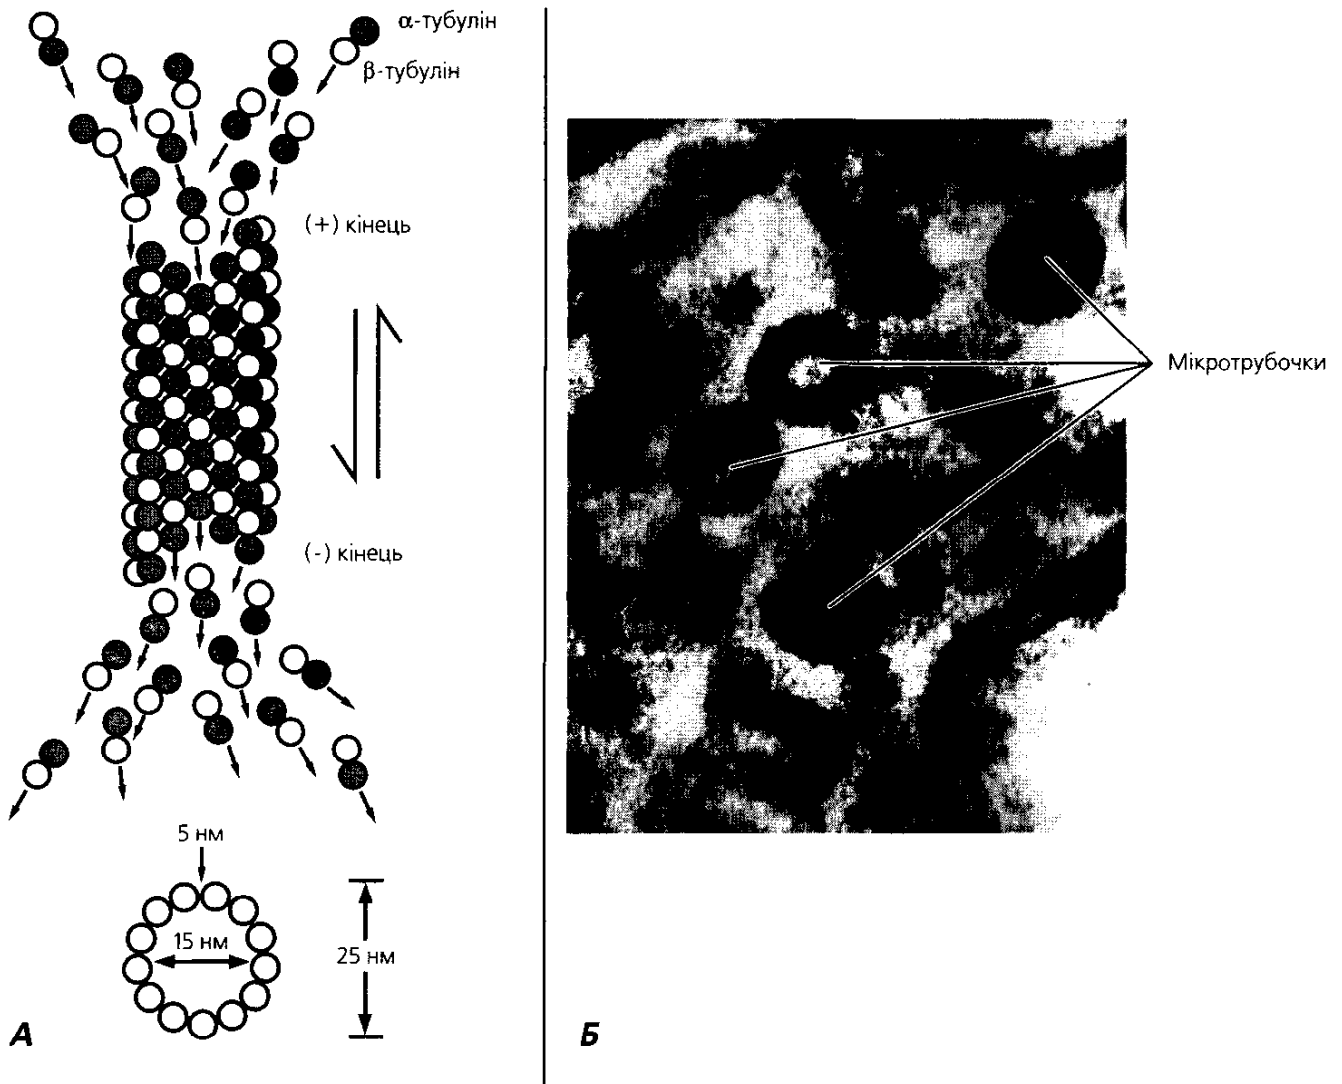 α-тубулін
β-тубулін
(+) кінець
(-) кінець
5 нм
15 нм
25 нм
А
Мікротрубочки
Б